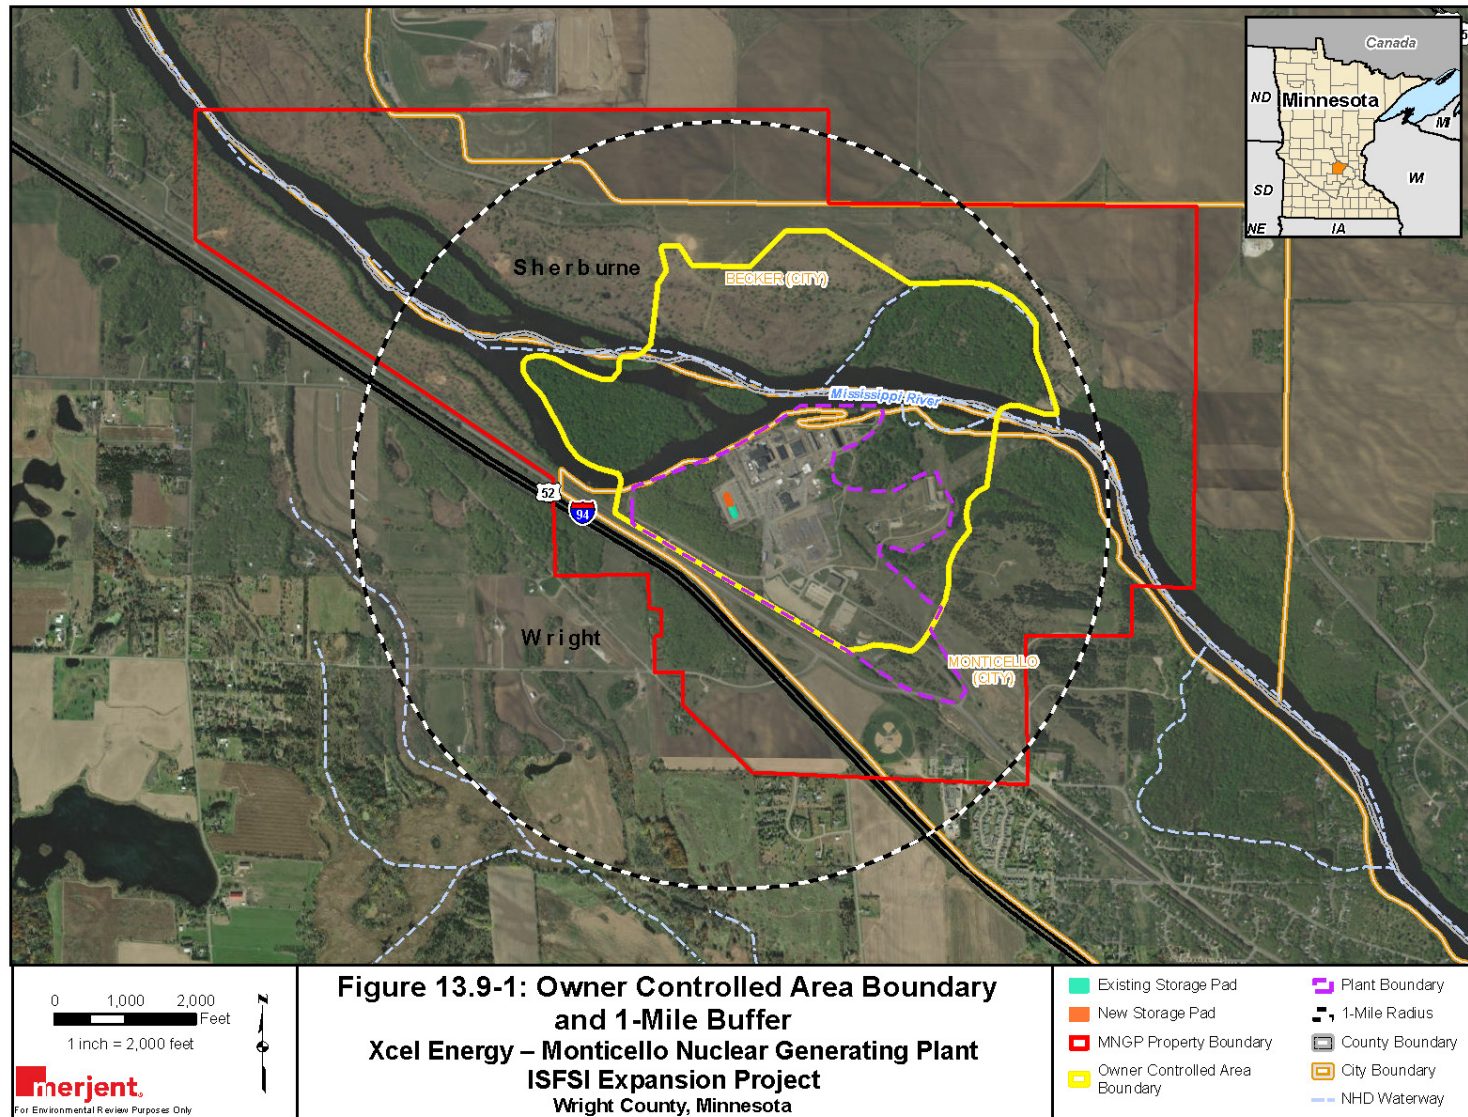 Canada
ND
Minnesota
M
SD
WI
NE
IA
5
Sherburne
BECKER (CITY)
Mississippi River
52
94
Wright
MONTICELLO
(CITY)
0 1,000 2,000
Feet
1 inch = 2,000 feet
N
merjent.
For Environmental Review Purposes Only
Figure 13.9-1: Owner Controlled Area Boundary
and 1-Mile Buffer
Xcel Energy – Monticello Nuclear Generating Plant
ISFSI Expansion Project
Wright County, Minnesota
Existing Storage Pad
New Storage Pad
MNGP Property Boundary
Owner Controlled Area
Boundary
Plant Boundary
1-Mile Radius
County Boundary
City Boundary
NHD Waterway